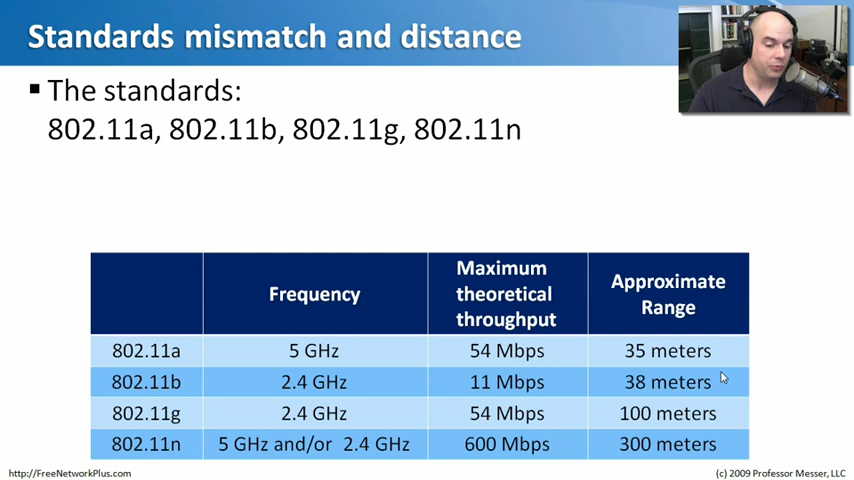 Standards mismatch and distance
The standards:
802.11a, 802.11b, 802.11g, 802.11n
Frequency
Maximum
theoretical
throughput
Approximate
Range
802.11a 5 GHz 54 Mbps 35 meters
802.11b 2.4 GHz 11 Mbps 38 meters
802.11g 2.4 GHz 54 Mbps 100 meters
802.11n 5 GHz and/or 2.4 GHz 600 Mbps 300 meters
http://FreeNetworkPlus.com (c) 2009 Professor Messer, LLC